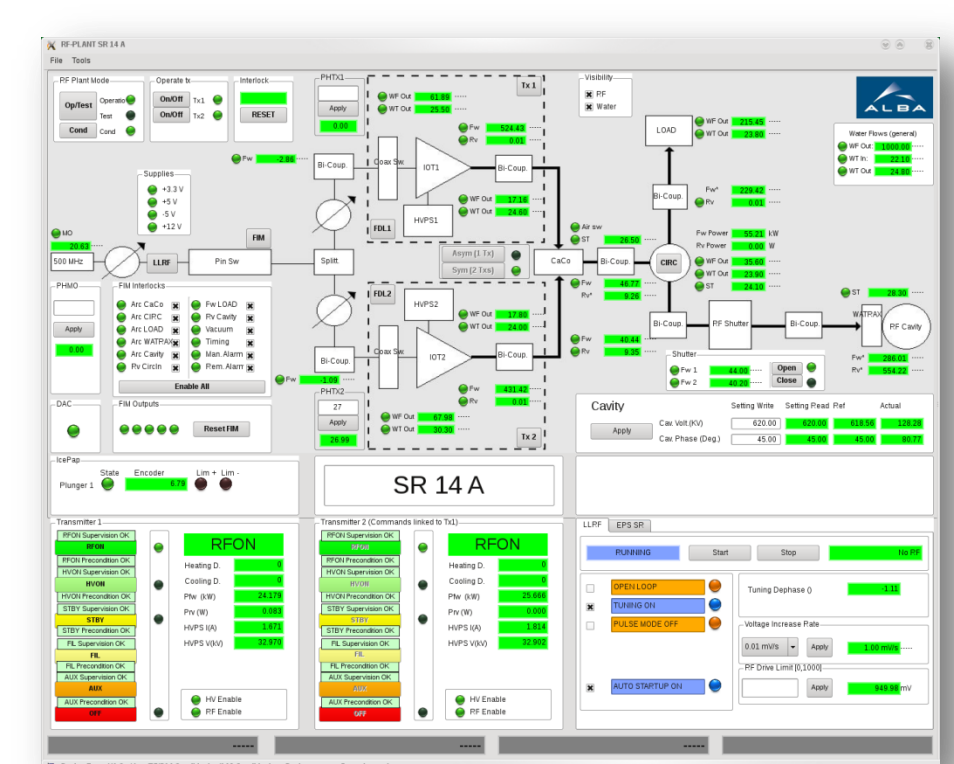 RF-PLANT SR 14 A
File Tools
RF Plant Mode
Op/Test
Operatio
Test
Cond
Cond
Operate tx
On/Off Tx1
On/Off Tx2
Interlock
RESET
PHTX1
Apply
0.00
WF Out 61.89 -----
WT Out 25.50 -----
Tx 1
Fw 524.43 -----
Rv 0.01 -----
Visibility
RF
Water
ALBA
Water Flows (general)
WF Out: 1000.00 -----
WT In: 22.10 -----
WT Out 24.80 -----
LOAD
WF Out 215.45 -----
WT Out 23.80 -----
Fw -2.86 -----
Bi-Coup.
Coax Sw.
IOT1
Bi-Coup.
Supplies
+3.3 V
+5 V
-5 V
+12 V
HVPS1
WF Out 17.16 -----
WT Out 24.60 -----
FDL1
Bi-Coup.
Fw* 229.42 -----
Rv 0.01 -----
MO
20.63 -----
500 MHz
LLRF
Pin Sw
FIM
Splitt.
Asym (1 Tx)
Sym (2 Txs)
Air sw
ST 26.50 -----
CaCo
Bi-Coup.
CIRC
Fw Power 55.21 kW
Rv Power 0.00 W
WF Out 35.60 -----
WT Out 23.90 -----
ST 24.10 -----
Fw 46.77 -----
Rv* 9.26 -----
PHMO
Apply
0.00
FIM Interlocks
Arc CaCo
Arc CIRC
Arc LOAD
Arc WATRAX
Arc Cavity
Rv CircIn
Fw LOAD
Rv Cavity
Vacuum
Timing
Man. Alarm
Rem. Alarm
Enable All
FDL2
HVPS2
WF Out 17.80 -----
WT Out 24.00 -----
Bi-Coup.
Coax Sw.
IOT2
Bi-Coup.
Fw -1.09 -----
Fw 431.42 -----
Rv 0.01 -----
PHTX2
27
Apply
26.99
WF Out 67.98 -----
WT Out 30.30 -----
Tx 2
Fw 40.44 -----
Rv 9.35 -----
Bi-Coup.
RF Shutter
Bi-Coup.
ST 28.30 -----
WATRAX
RF Cavity
Fw* 286.01 -----
Rv* 554.22 -----
Shutter
Fw 1 44.00 ----- Open
Fw 2 40.20 ----- Close
DAC
FIM Outputs
Reset FIM
Cavity
Apply
Setting Write Setting Read Ref Actual
Cav. Volt.(KV) 620.00 620.00 618.56 128.28
Cav. Phase (Deg.) 45.00 45.00 45.00 80.77
IcePap
State Encoder Lim + Lim -
Plunger 1 6.79
SR 14 A
Transmitter 1
RFON Supervision OK
RFON
RFON Precondition OK
HVON Supervision OK
HVON
HVON Precondition OK
STBY Supervision OK
STBY
STBY Precondition OK
FIL Supervision OK
FIL
FIL Precondition OK
AUX Supervision OK
AUX
AUX Precondition OK
OFF
RFON
Heating D. 0
Cooling D. 0
Pfw (kW) 24.179
Prv (W) 0.083
HVPS I(A) 1.671
HVPS V(kV) 32.970
HV Enable
RF Enable
Transmitter 2 (Commands linked to Tx1)
RFON Supervision OK
RFON
RFON Precondition OK
HVON Supervision OK
HVON
HVON Precondition OK
STBY Supervision OK
STBY
STBY Precondition OK
FIL Supervision OK
FIL
FIL Precondition OK
AUX Supervision OK
AUX
AUX Precondition OK
OFF
RFON
Heating D. 0
Cooling D. 0
Pfw (kW) 25.666
Prv (W) 0.000
HVPS I(A) 1.814
HVPS V(kV) 32.902
HV Enable
RF Enable
LLRF EPS SR
RUNNING Start Stop No RF
OPEN LOOP
TUNING ON
PULSE MODE OFF
AUTO STARTUP ON
Tuning Dephase () -1.11
Voltage Increase Rate
0.01 mV/s Apply 1.00 mV/s -----
RF Drive Limit [0,1000]
Apply 949.98 mV
----- ----- ----- -----